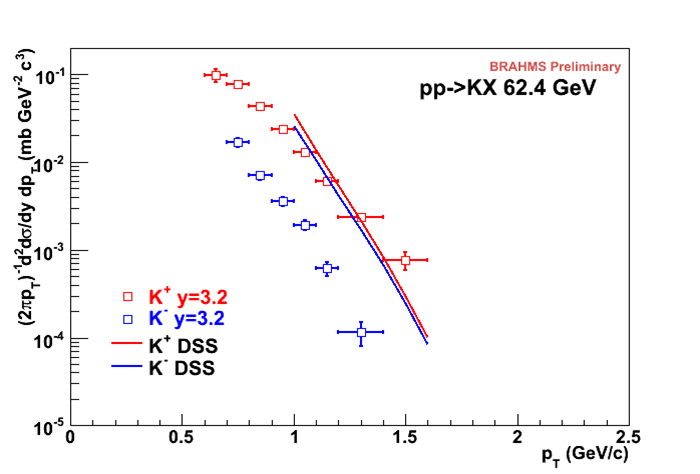 BRAHMS Preliminary
pp->KX 62.4 GeV
(2πp_T)^-1 d^2dσ/dy dp_T (mb GeV^-2 c^3)
10^-1
10^-2
10^-3
10^-4
10^-5
K^+ y=3.2
K^- y=3.2
K^+ DSS
K^- DSS
0 0.5 1 1.5 2 2.5
p_T (GeV/c)